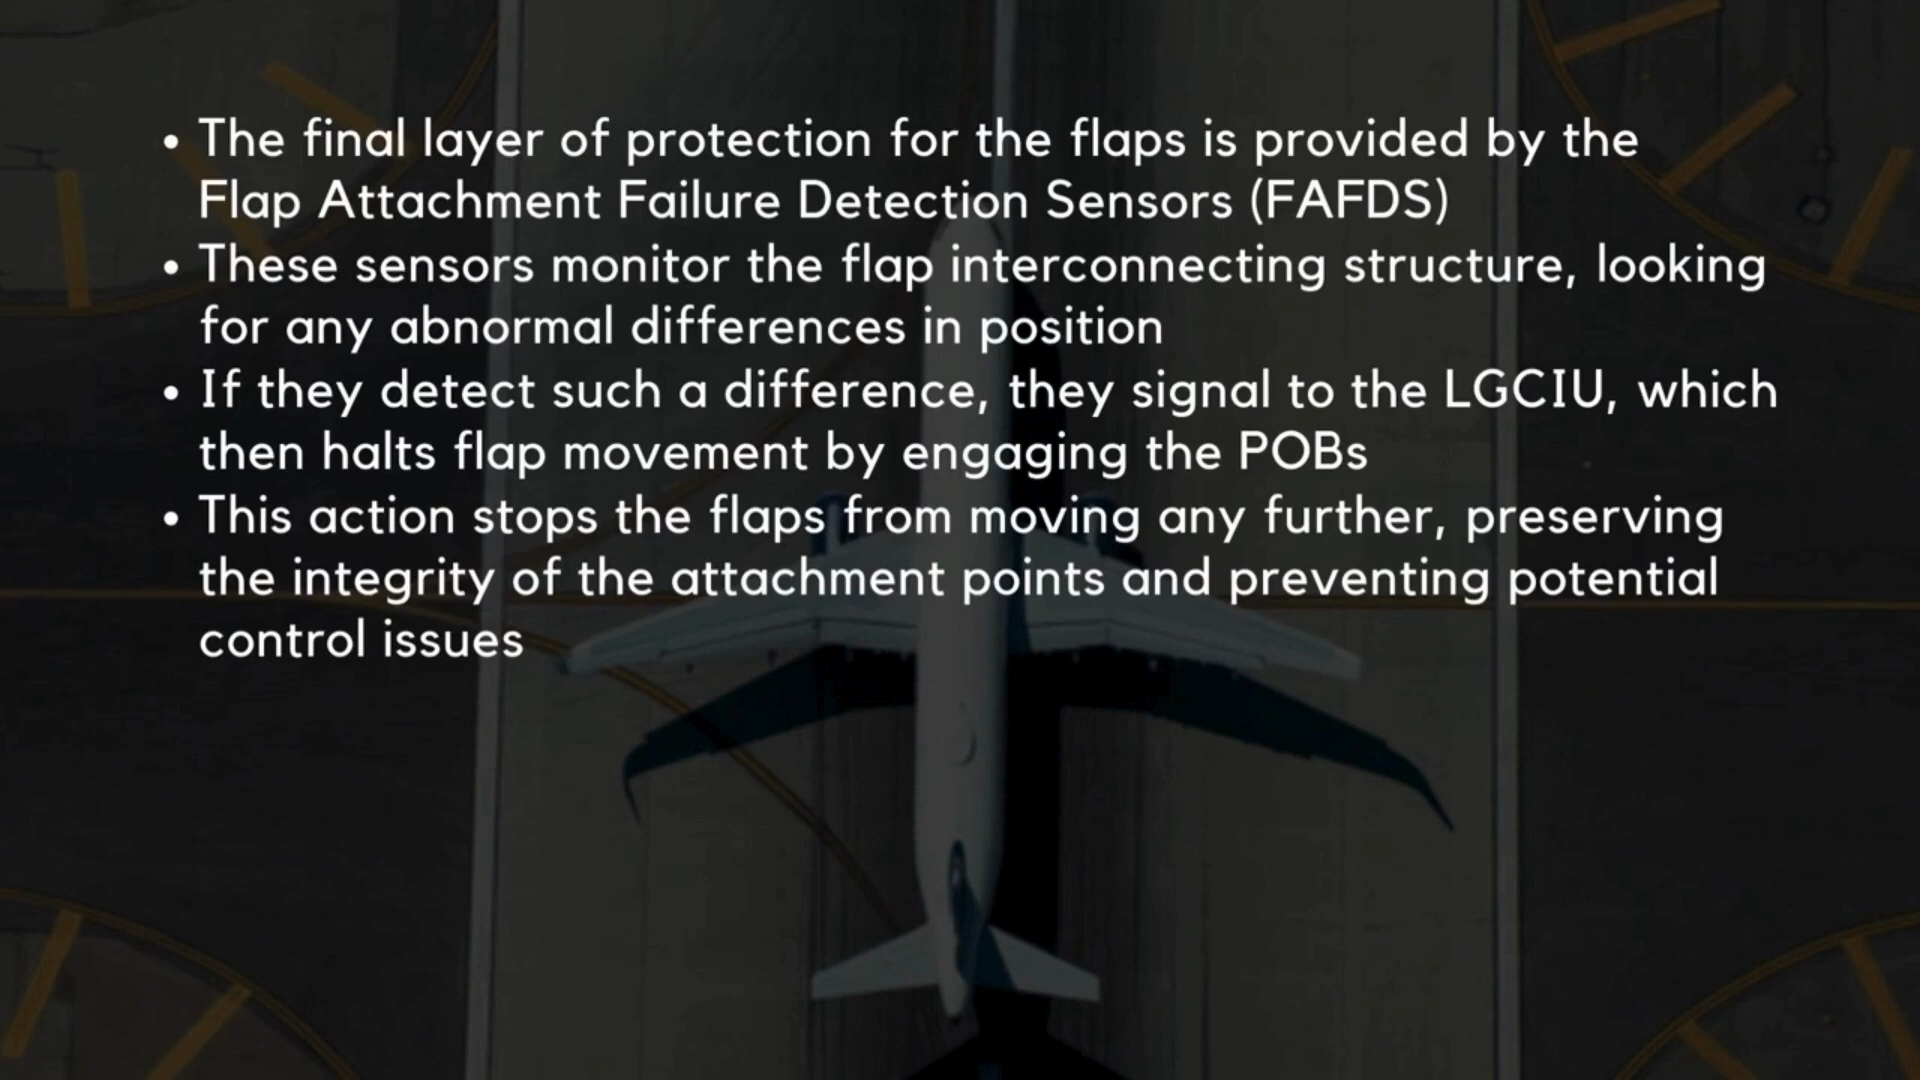 • The final layer of protection for the flaps is provided by the
Flap Attachment Failure Detection Sensors (FAFDS)
• These sensors monitor the flap interconnecting structure, looking
for any abnormal differences in position
• If they detect such a difference, they signal to the LGCIU, which
then halts flap movement by engaging the POBs
• This action stops the flaps from moving any further, preserving
the integrity of the attachment points and preventing potential
control issues